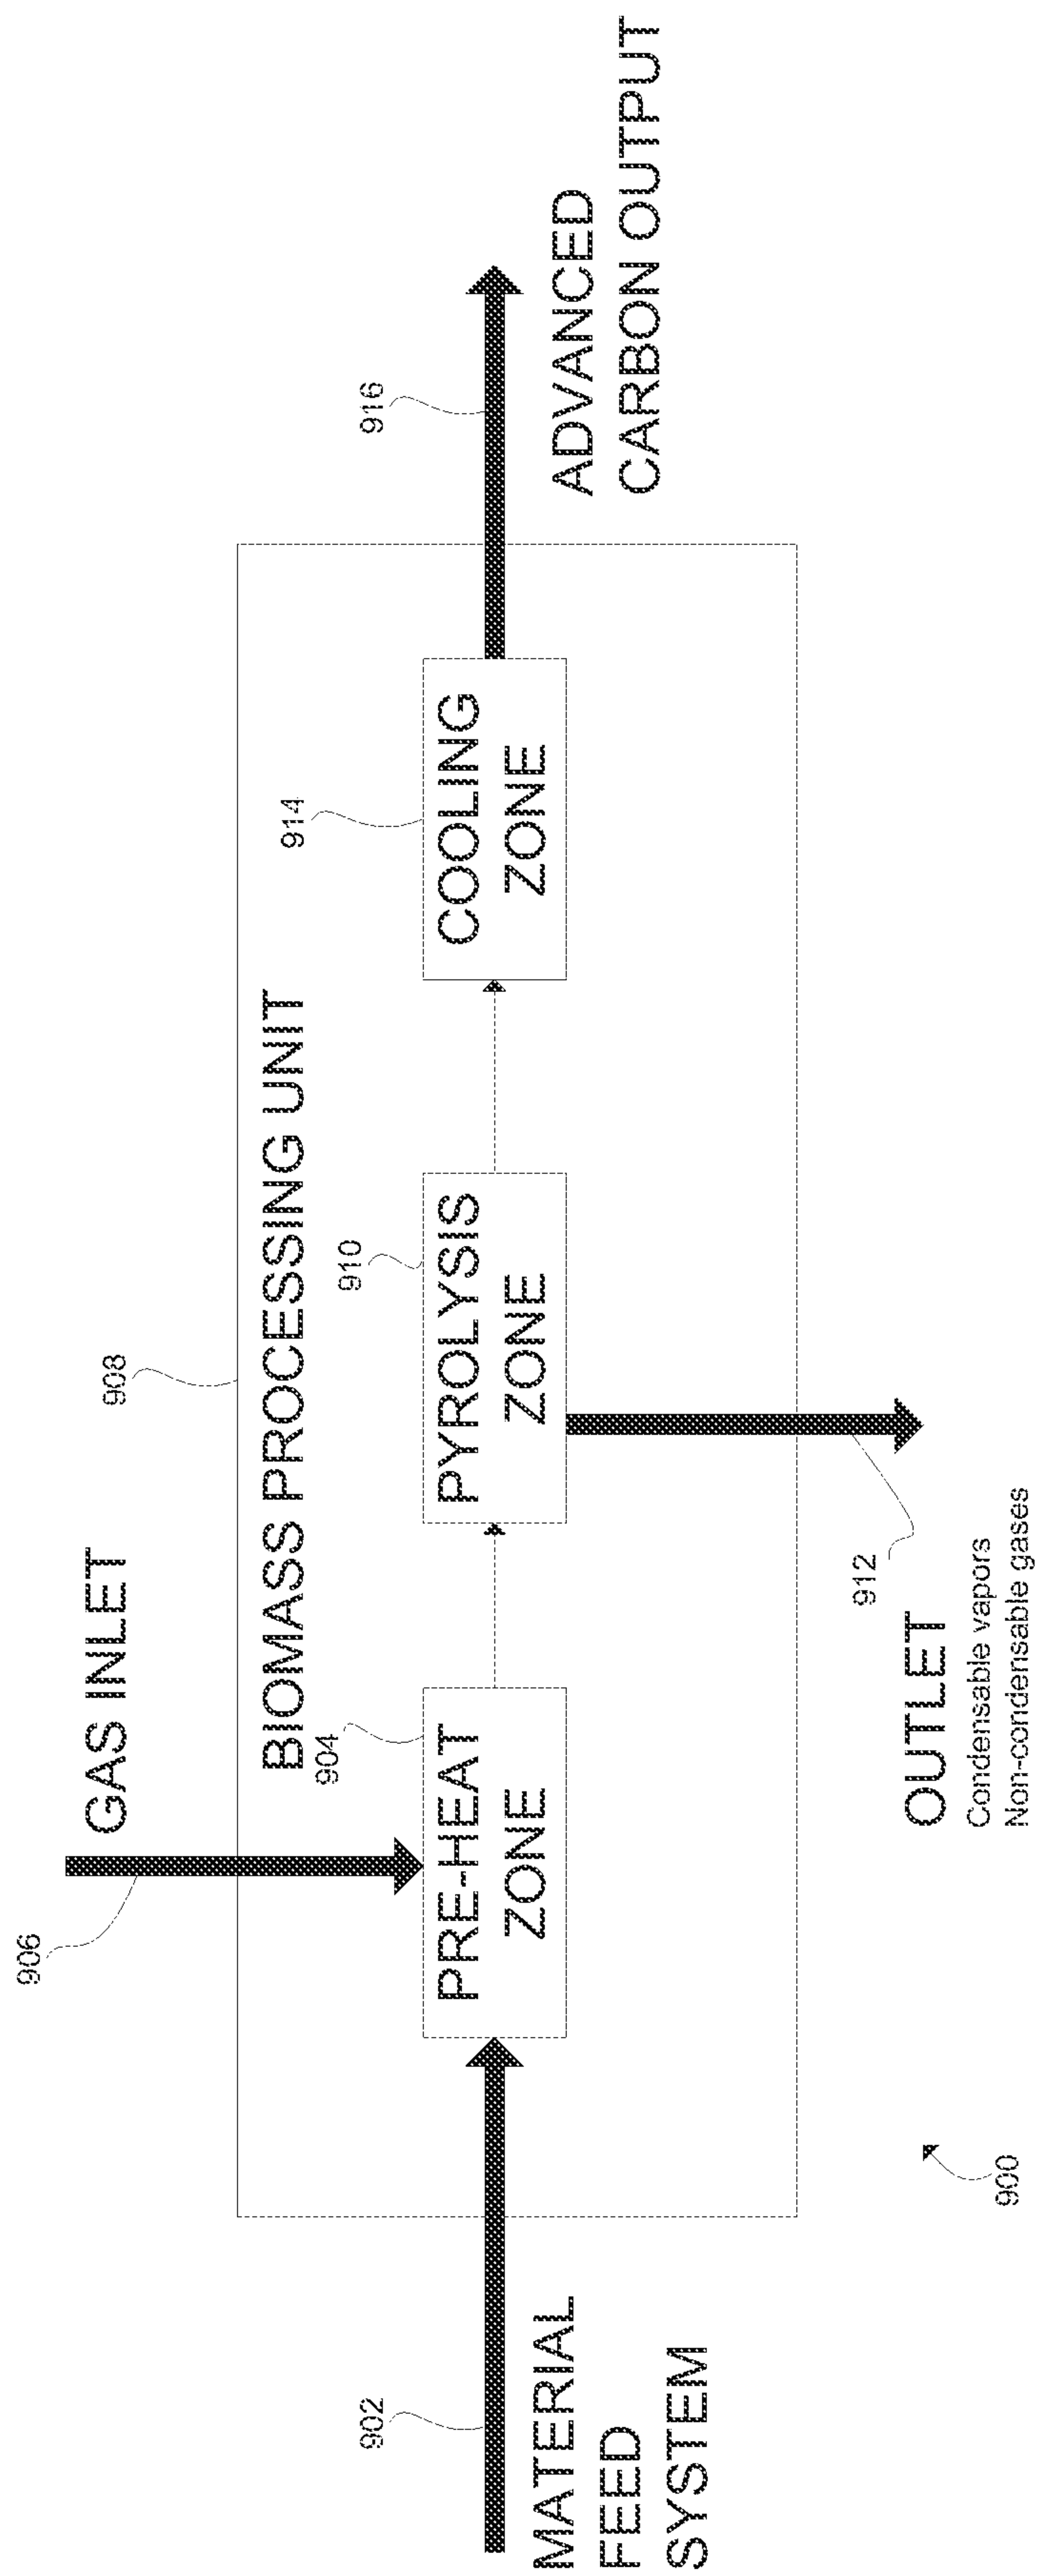 906
GAS INLET
908
BIOMASS PROCESSING UNIT
904
910
914
916
902
PRE-HEAT
ZONE
PYROLYSIS
ZONE
COOLING
ZONE
MATERIAL
FEED
SYSTEM
ADVANCED
CARBON OUTPUT
912
OUTLET
Condensable vapors
Non-condensable gases
900